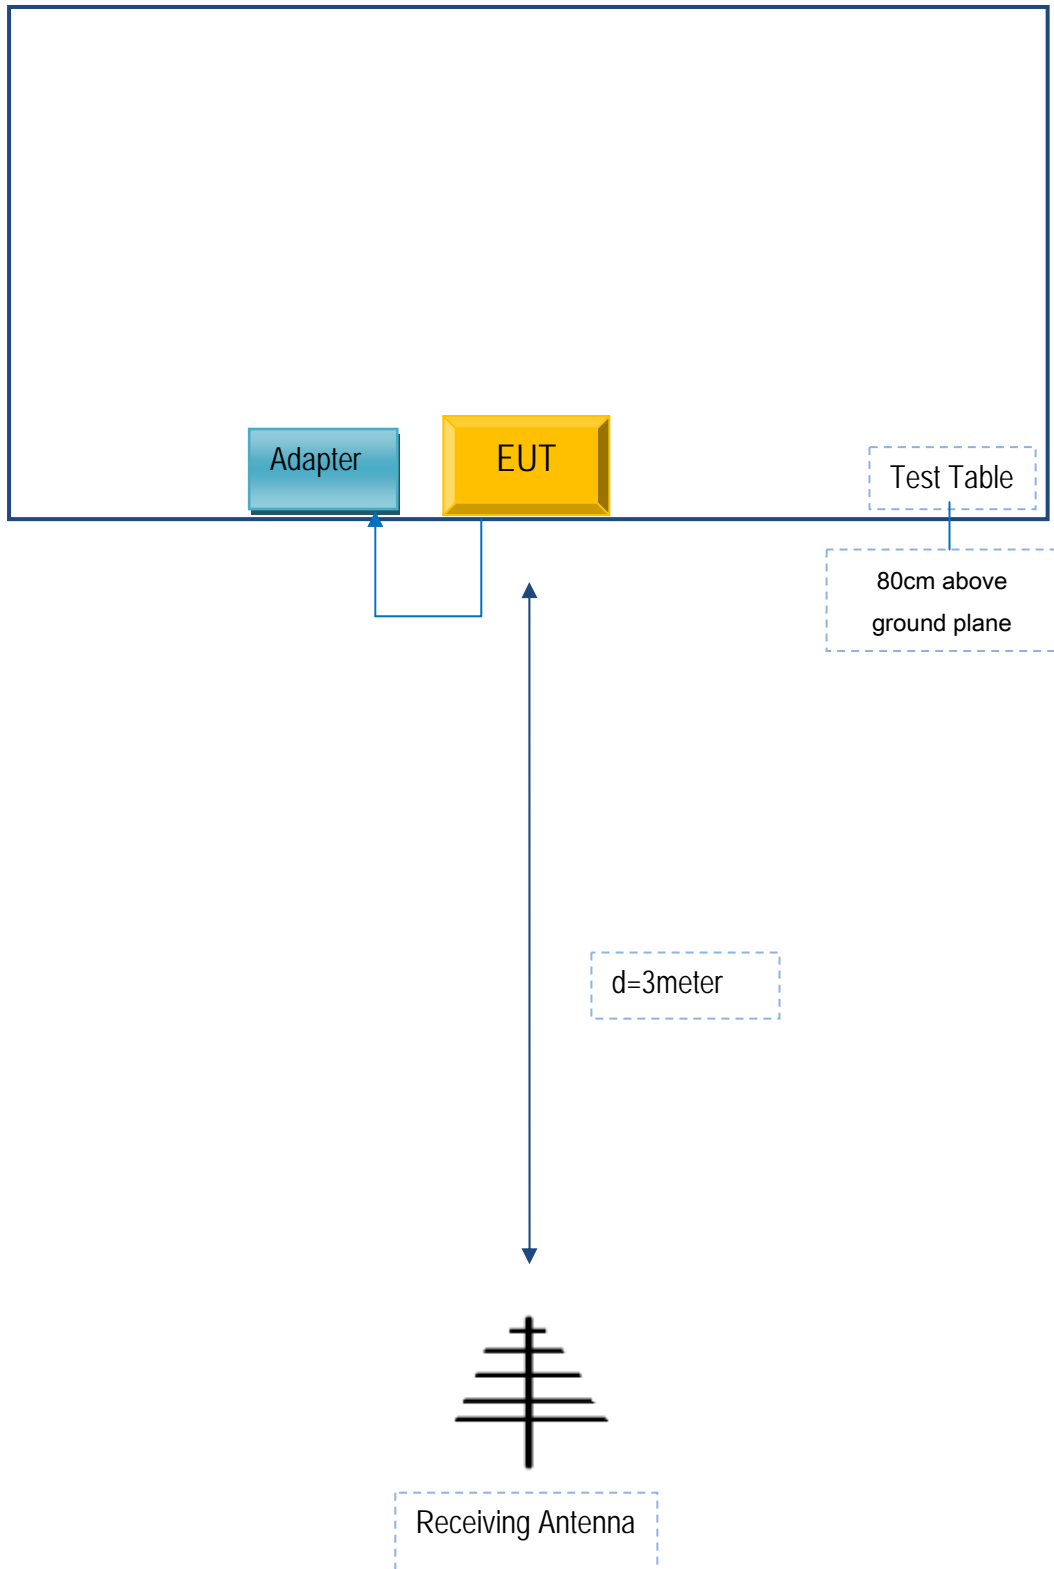 Adapter
EUT
Test Table
80cm above
ground plane
d=3meter
Receiving Antenna